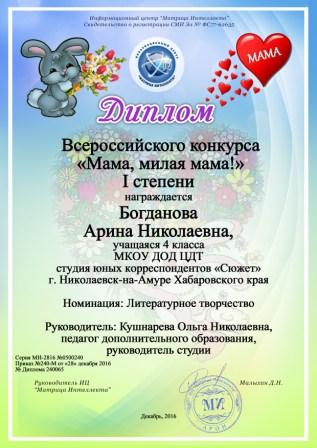 Информационный центр "Матрица Интеллекта"
Свидетельство о регистрации СМИ Эл № ФС77-62635
МАМА
Диплом
Всероссийского конкурса
«Мама, милая мама!»
I степени
награждается
Богданова
Арина Николаевна,
учащаяся 4 класса
МКОУ ДОД ЦДТ
студия юных корреспондентов «Сюжет»
г. Николаевск-на-Амуре Хабаровского края
Номинация: Литературное творчество
Руководитель: Кушнарева Ольга Николаевна,
педагог дополнительного образования,
руководитель студии
Серия МИ-2816 №0500240
Приказ №240-М от «28» декабря 2016
№ Диплома 240065
Руководитель ИЦ
"Матрица Интеллекта"
Малыхин Д.Н.
МИ
Декабрь, 2016